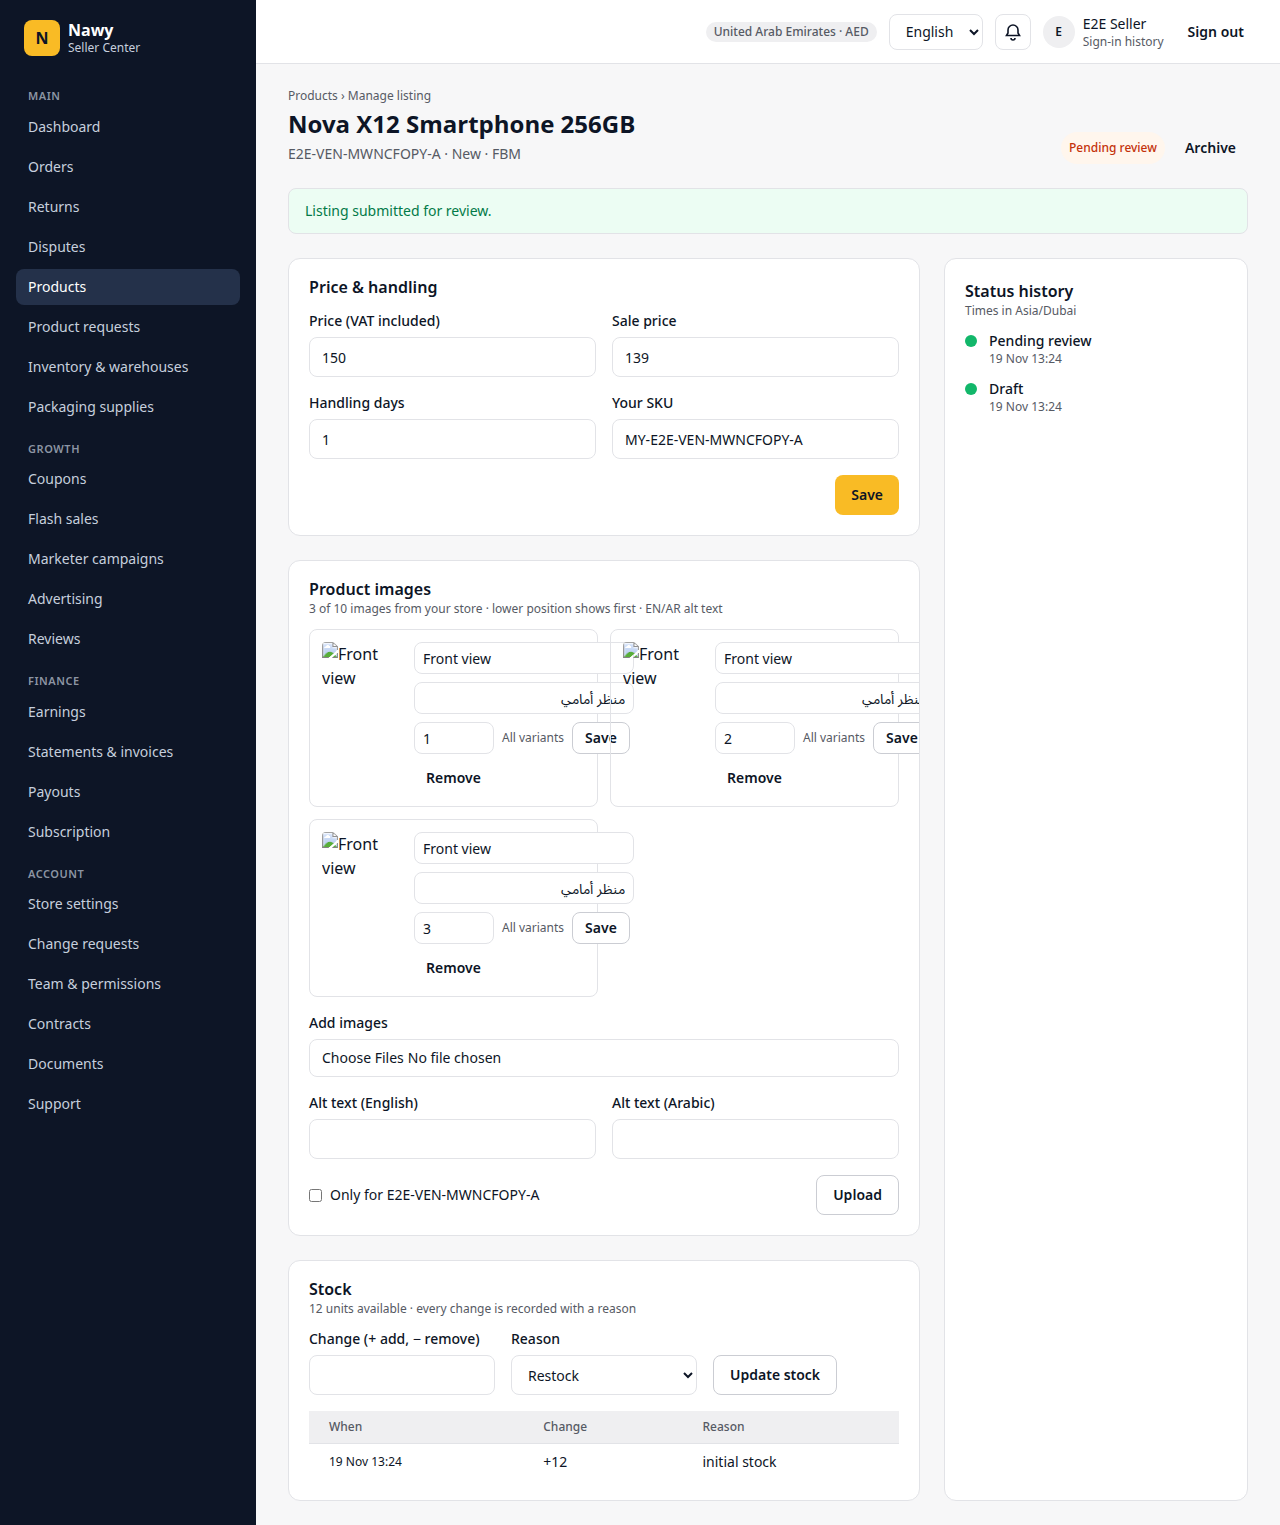 N
Nawy
Seller Center
MAIN
Dashboard
Orders
Returns
Disputes
Products
Product requests
Inventory & warehouses
Packaging supplies
GROWTH
Coupons
Flash sales
Marketer campaigns
Advertising
Reviews
FINANCE
Earnings
Statements & invoices
Payouts
Subscription
ACCOUNT
Store settings
Change requests
Team & permissions
Contracts
Documents
Support
United Arab Emirates · AED
English
E
E2E Seller
Sign-in history
Sign out
Products › Manage listing
Nova X12 Smartphone 256GB
E2E-VEN-MWNCFOPY-A · New · FBM
Pending review
Archive
Listing submitted for review.
Price & handling
Price (VAT included)
Sale price
150
139
Handling days
Your SKU
1
MY-E2E-VEN-MWNCFOPY-A
Save
Product images
3 of 10 images from your store · lower position shows first · EN/AR alt text
Front view
Front view
منظر أمامي
1 All variants Save
Remove
Front view
Front view
منظر أمامي
2 All variants Save
Remove
Front view
Front view
منظر أمامي
3 All variants Save
Remove
Add images
Choose Files No file chosen
Alt text (English)
Alt text (Arabic)
Only for E2E-VEN-MWNCFOPY-A
Upload
Stock
12 units available · every change is recorded with a reason
Change (+ add, − remove)
Reason
Restock
Update stock
When Change Reason
19 Nov 13:24 +12 initial stock
Status history
Times in Asia/Dubai
Pending review
19 Nov 13:24
Draft
19 Nov 13:24